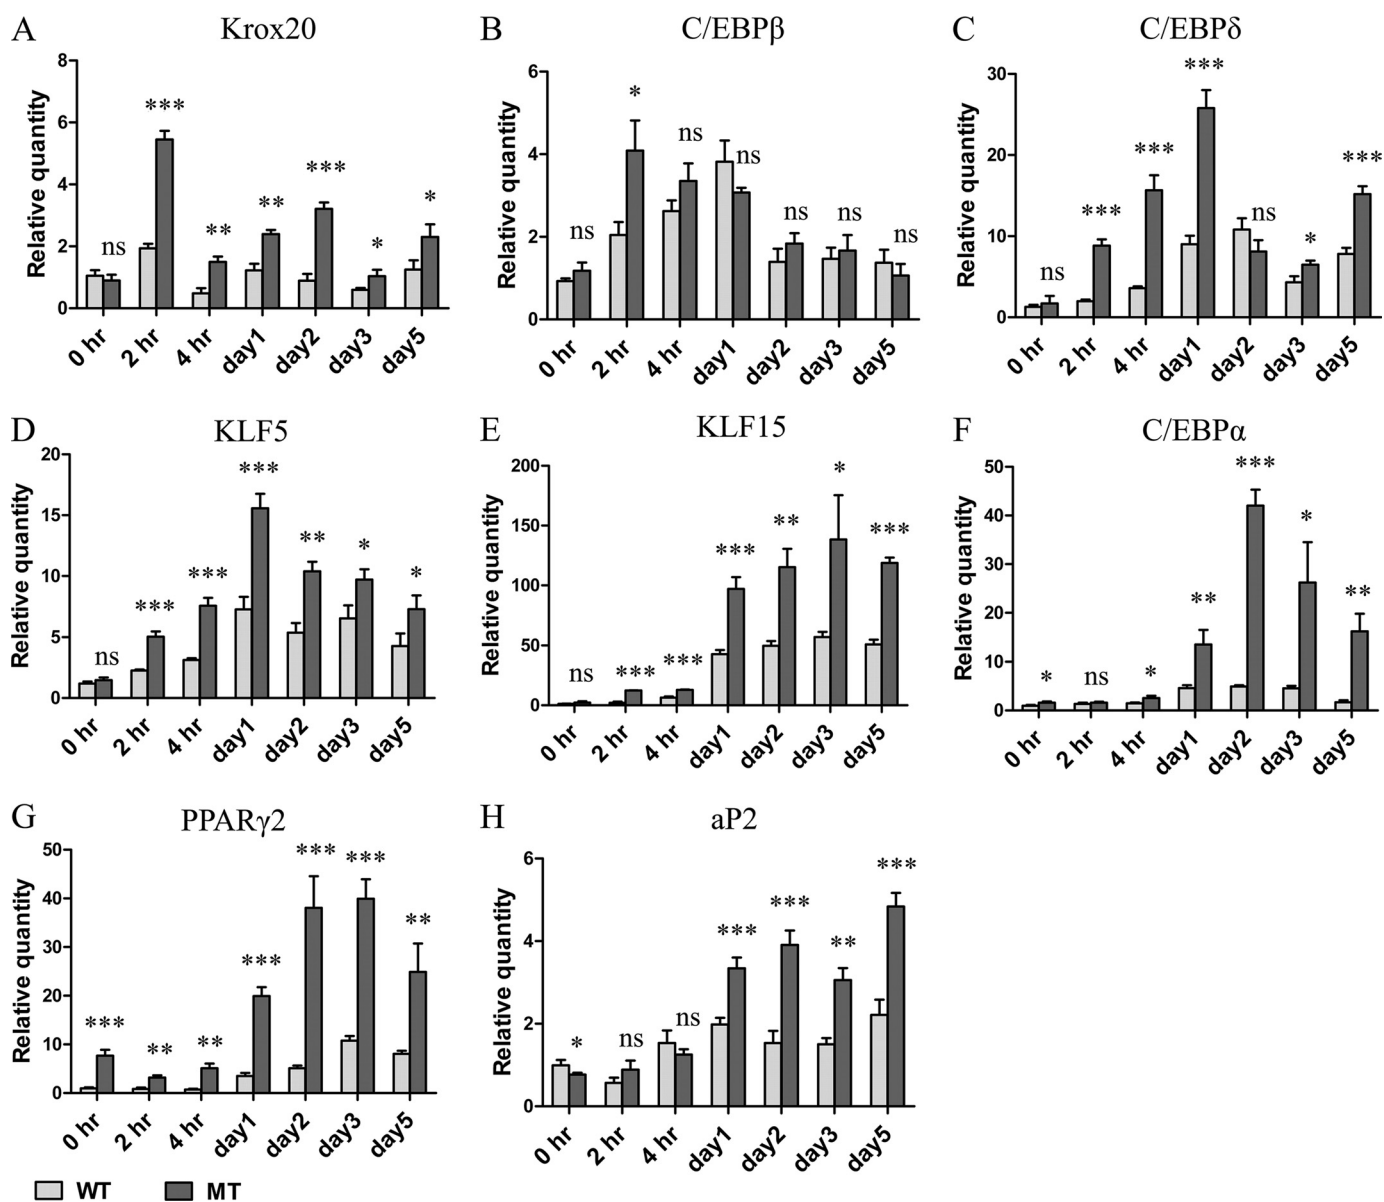 A Krox20
Relative quantity
8
6
4
2
0
ns *** ** ** *** * *
0 hr 2 hr 4 hr day1 day2 day3 day5
B C/EBPβ
Relative quantity
6
4
2
0
ns * ns ns ns ns ns
0 hr 2 hr 4 hr day1 day2 day3 day5
C C/EBPδ
Relative quantity
30
20
10
0
ns *** *** *** ns * ***
0 hr 2 hr 4 hr day1 day2 day3 day5
D KLF5
Relative quantity
20
15
10
5
0
ns *** *** *** ** * *
0 hr 2 hr 4 hr day1 day2 day3 day5
E KLF15
Relative quantity
200
150
100
50
0
ns *** *** *** ** * ***
0 hr 2 hr 4 hr day1 day2 day3 day5
F C/EBPα
Relative quantity
50
40
30
20
10
0
* ns * ** *** * **
0 hr 2 hr 4 hr day1 day2 day3 day5
G PPARγ2
Relative quantity
50
40
30
20
10
0
*** ** ** *** *** *** **
0 hr 2 hr 4 hr day1 day2 day3 day5
H aP2
Relative quantity
6
4
2
0
* ns ns *** *** ** ***
0 hr 2 hr 4 hr day1 day2 day3 day5
WT MT